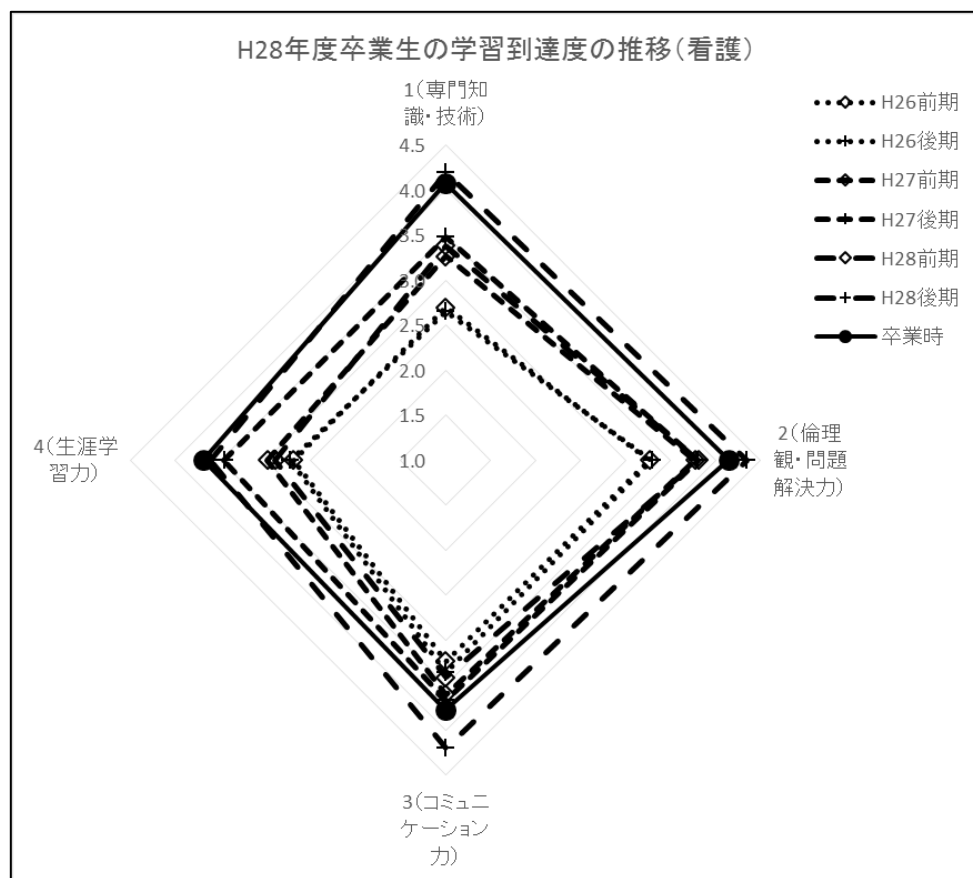 H28年度卒業生の学習到達度の推移(看護)
1(専門知
識・技術)
H26前期
H26後期
H27前期
H27後期
H28前期
H28後期
卒業時
4.5
4.0
3.5
3.0
2.5
2.0
1.5
1.0
4(生涯学
習力)
2(倫理
観・問題
解決力)
3(コミュニ
ケーション
力)